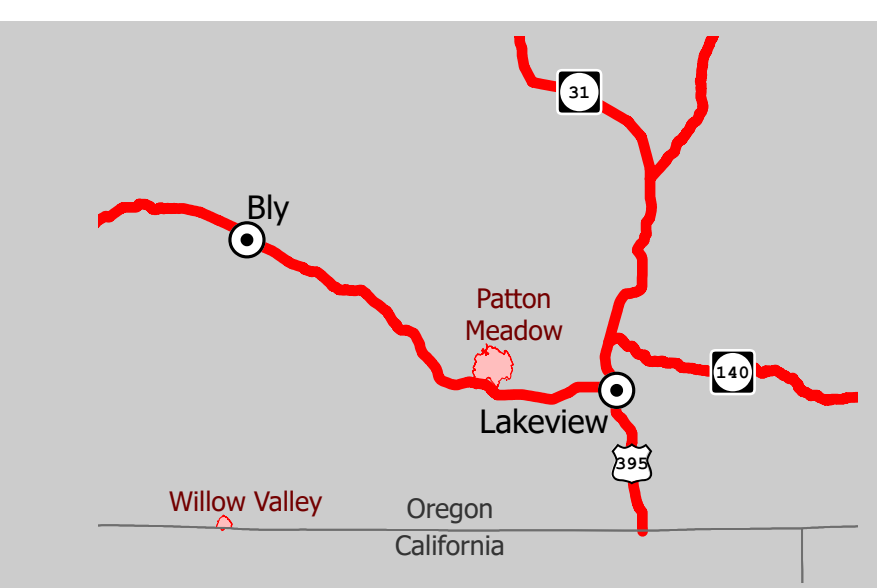 31
Bly
Patton
Meadow
140
Lakeview
395
Willow Valley
Oregon
California